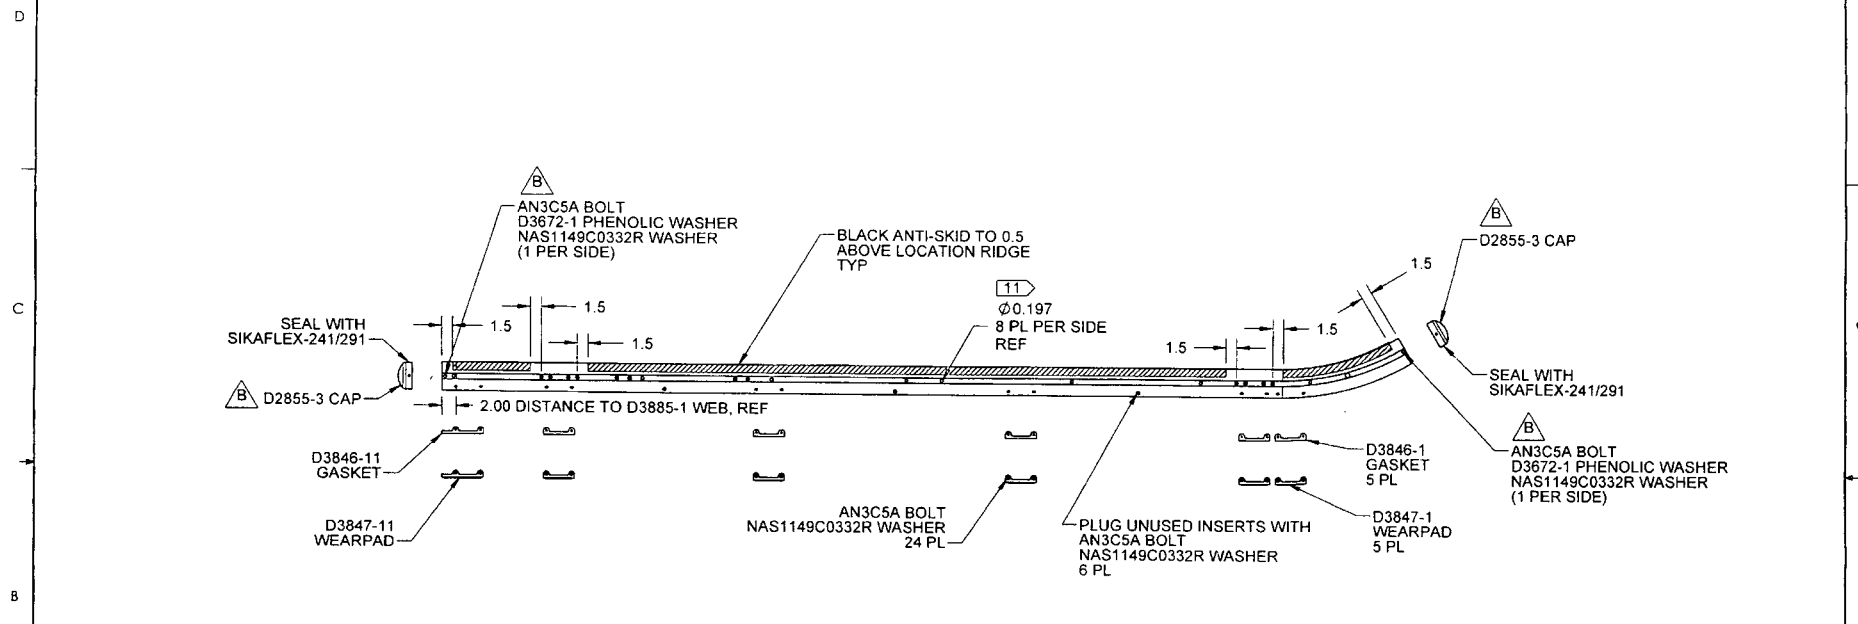 D
B
AN3C5A BOLT
D3672-1 PHENOLIC WASHER
NAS1149C0332R WASHER
(1 PER SIDE)
BLACK ANTI-SKID TO 0.5
ABOVE LOCATION RIDGE
TYP
B
D2855-3 CAP
1.5
11
Ø0.197
8 PL PER SIDE
REF
C
SEAL WITH
SIKAFLEX-241/291
1.5
1.5
1.5
1.5
1.5
SEAL WITH
SIKAFLEX-241/291
B
D2855-3 CAP
2.00 DISTANCE TO D3885-1 WEB, REF
B
AN3C5A BOLT
D3672-1 PHENOLIC WASHER
NAS1149C0332R WASHER
(1 PER SIDE)
D3846-11
GASKET
D3846-1
GASKET
5 PL
D3847-11
WEARPAD
AN3C5A BOLT
NAS1149C0332R WASHER
24 PL
PLUG UNUSED INSERTS WITH
AN3C5A BOLT
NAS1149C0332R WASHER
6 PL
D3847-1
WEARPAD
5 PL
B